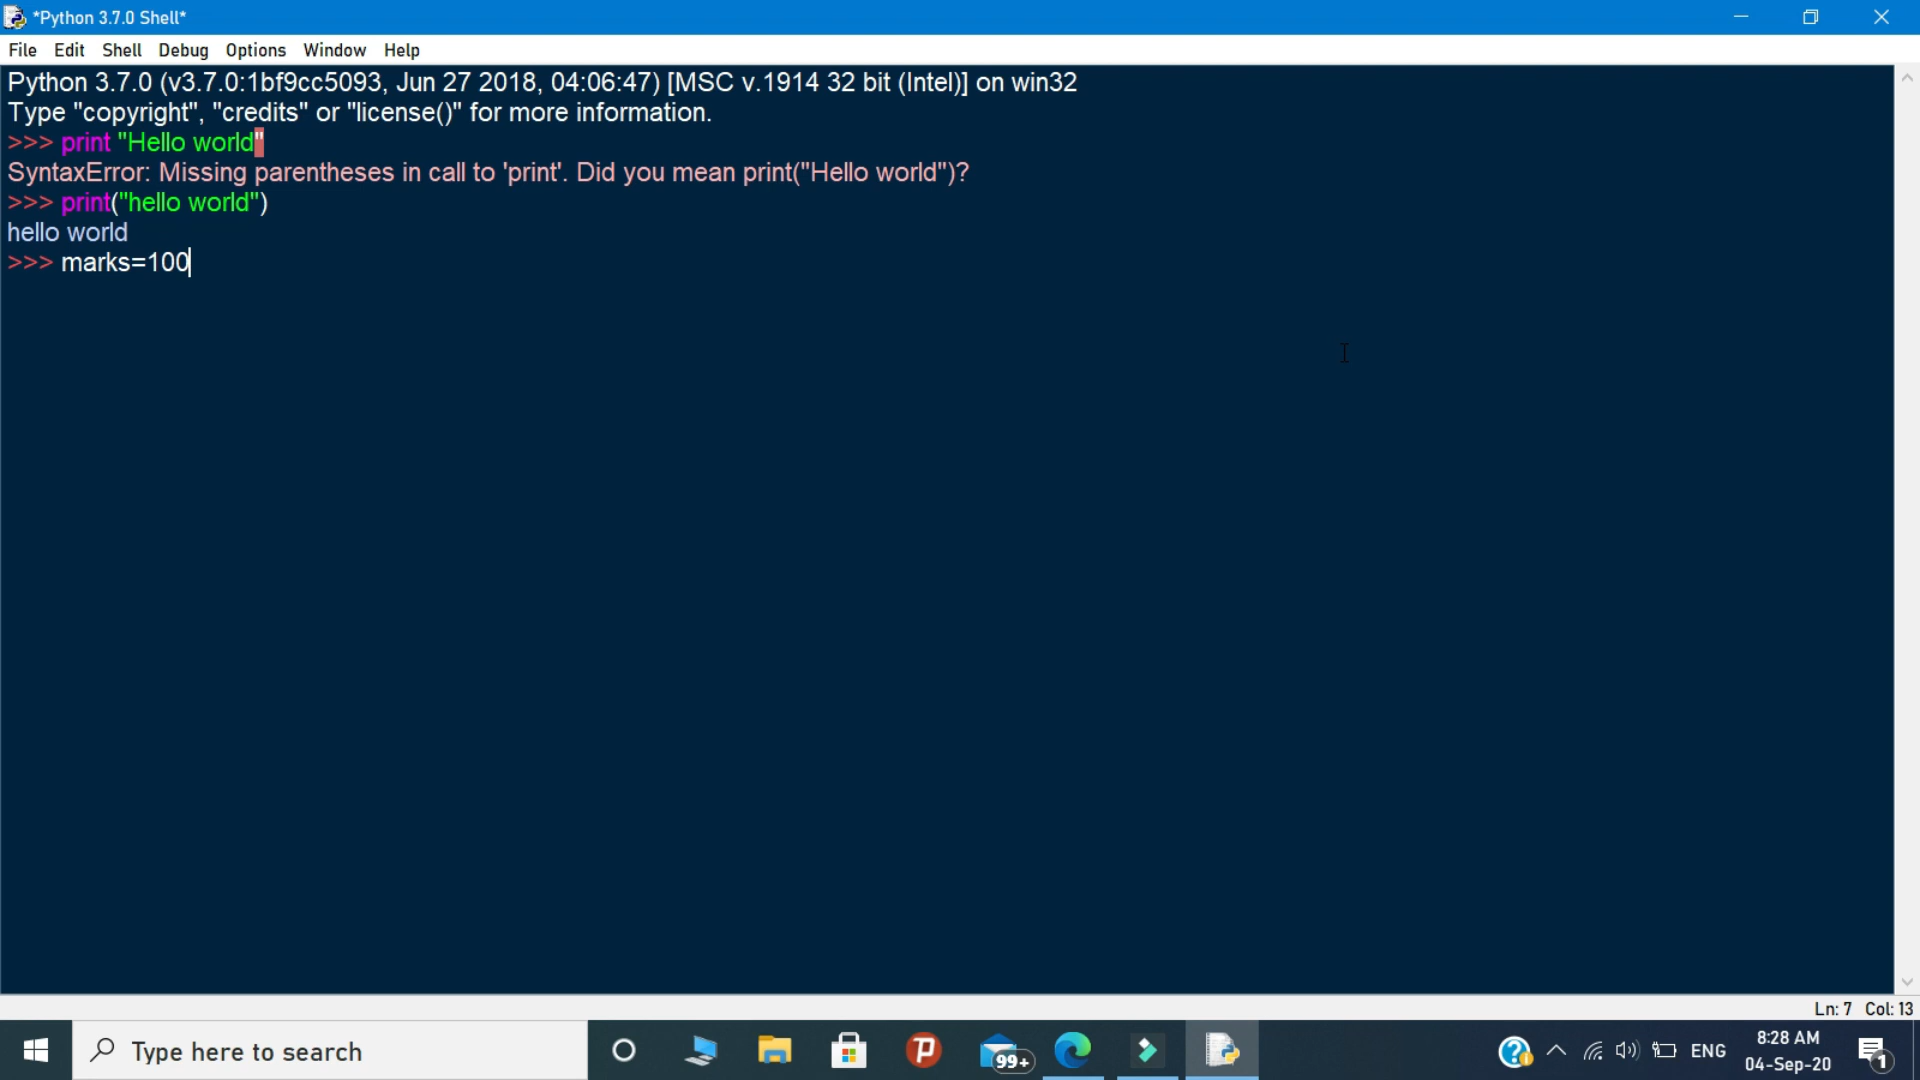 *Python 3.7.0 Shell*
File Edit Shell Debug Options Window Help
Python 3.7.0 (v3.7.0:1bf9cc5093, Jun 27 2018, 04:06:47) [MSC v.1914 32 bit (Intel)] on win32
Type "copyright", "credits" or "license()" for more information.
>>> print "Hello world"
SyntaxError: Missing parentheses in call to 'print'. Did you mean print("Hello world")?
>>> print("hello world")
hello world
>>> marks=100
Ln: 7 Col: 13
Type here to search
99+
ENG
8:28 AM
04-Sep-20
1